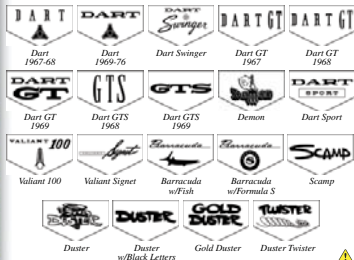 DART DART DART Swinger DART GT DART GT
Dart Dart Dart Swinger Dart GT Dart GT
1967-68 1969-76 1967 1968
DART GT GTS GTS Demon DART SPORT
Dart GT Dart GTS Dart GTS Demon Dart Sport
1969 1968 1969
VALIANT 100 Signet Barracuda Barracuda S SCAMP
Valiant 100 Valiant Signet Barracuda Barracuda Scamp
w/Fish w/Formula S
DUSTER DUSTER GOLD DUSTER TWISTER
Duster Duster Gold Duster Duster Twister
w/Black Letters